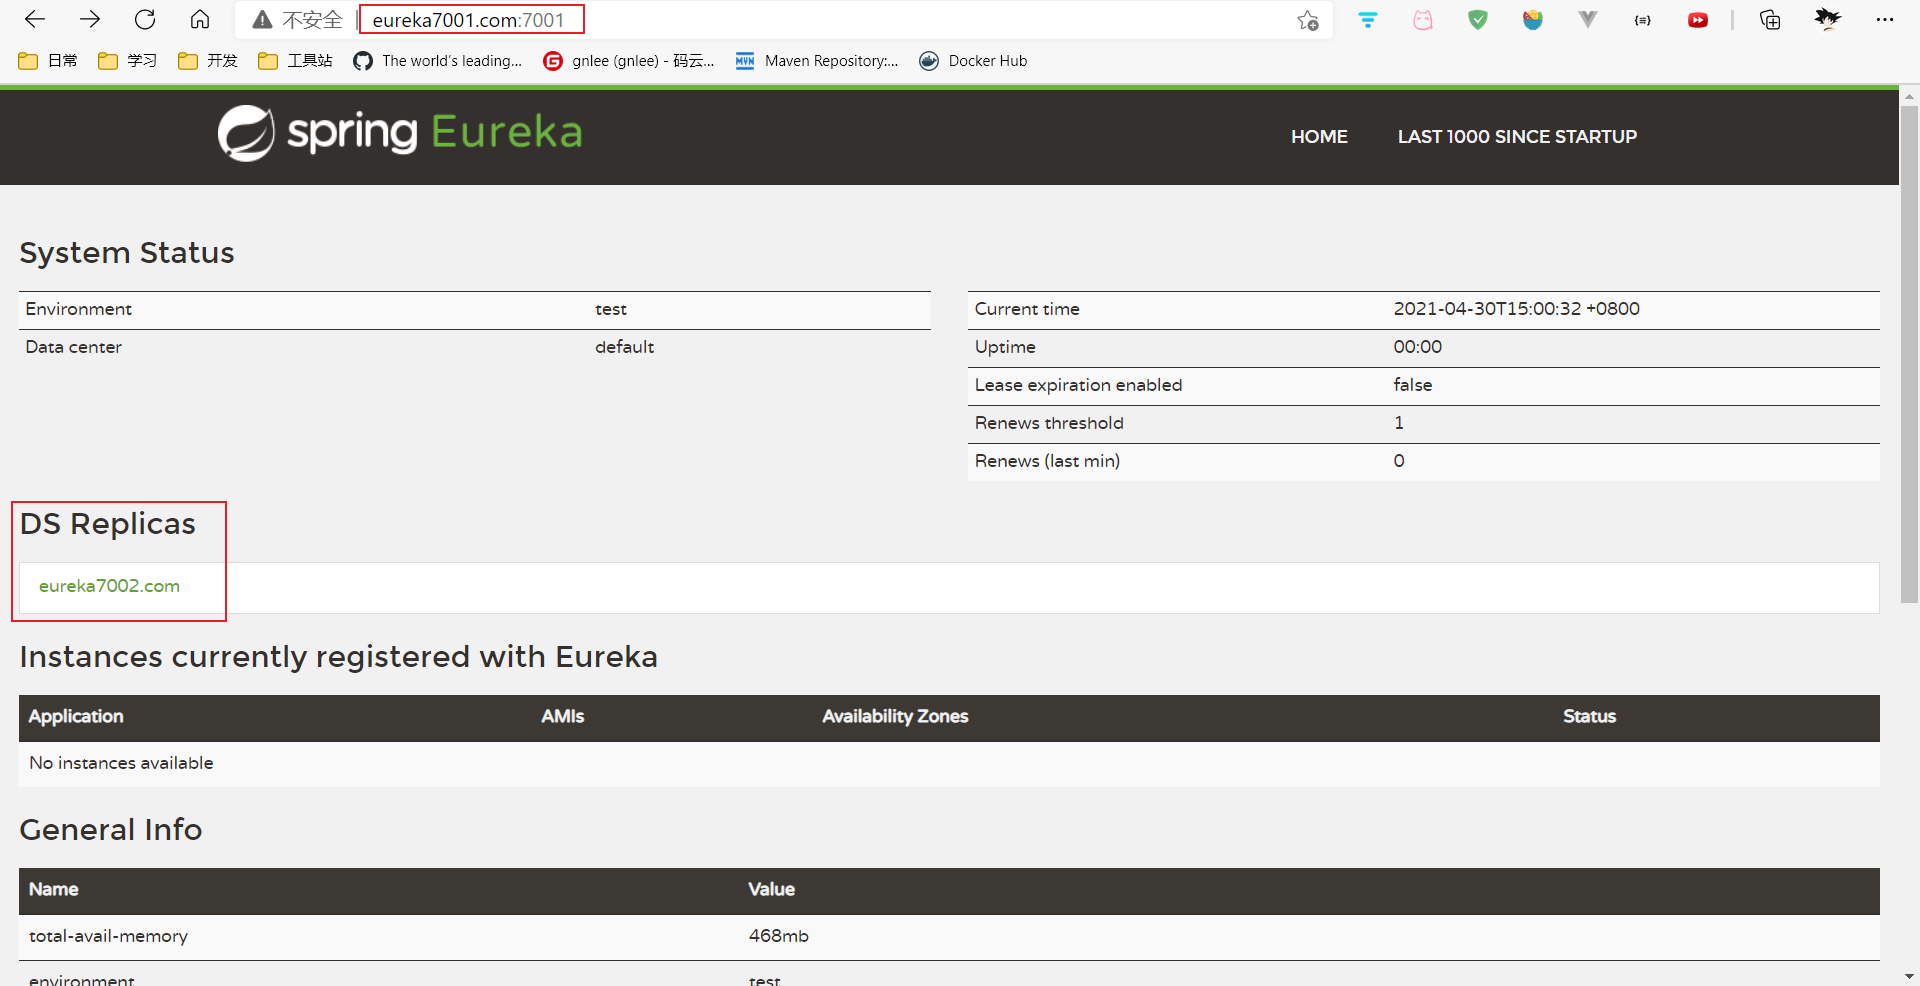 不安全 eureka7001.com:7001
日常 学习 开发 工具站 The world's leading... gnlee (gnlee) - 码云... MVN Maven Repository:... Docker Hub
spring Eureka HOME LAST 1000 SINCE STARTUP
System Status
Environment test
Data center default
Current time 2021-04-30T15:00:32 +0800
Uptime 00:00
Lease expiration enabled false
Renews threshold 1
Renews (last min) 0
DS Replicas
eureka7002.com
Instances currently registered with Eureka
Application AMIs Availability Zones Status
No instances available
General Info
Name Value
total-avail-memory 468mb
environment test